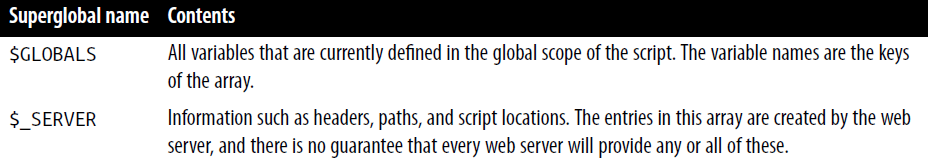 Superglobal name Contents
$GLOBALS All variables that are currently defined in the global scope of the script. The variable names are the keys
of the array.
$_SERVER Information such as headers, paths, and script locations. The entries in this array are created by the web
server, and there is no guarantee that every web server will provide any or all of these.